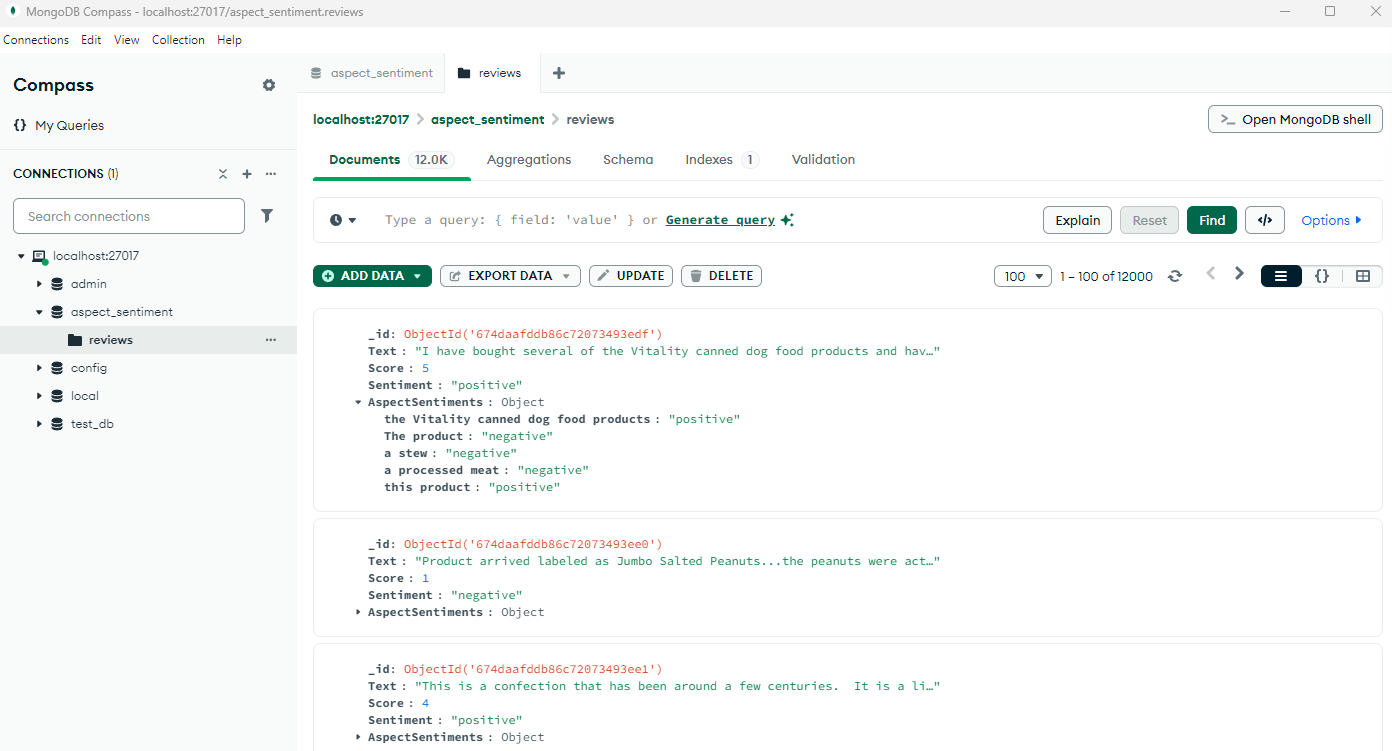 MongoDB Compass - localhost:27017/aspect_sentiment.reviews
Connections Edit View Collection Help
Compass
{} My Queries
CONNECTIONS (1)
Search connections
localhost:27017
admin
aspect_sentiment
reviews
config
local
test_db
aspect_sentiment reviews
localhost:27017 > aspect_sentiment > reviews
>_ Open MongoDB shell
Documents 12.0K Aggregations Schema Indexes 1 Validation
Type a query: { field: 'value' } or Generate query
Explain Reset Find </> Options
ADD DATA EXPORT DATA UPDATE DELETE
100 1 – 100 of 12000 {}
_id: ObjectId('674daafddb86c72073493edf')
Text : "I have bought several of the Vitality canned dog food products and hav…"
Score : 5
Sentiment : "positive"
AspectSentiments : Object
the Vitality canned dog food products : "positive"
The product : "negative"
a stew : "negative"
a processed meat : "negative"
this product : "positive"
_id: ObjectId('674daafddb86c72073493ee0')
Text : "Product arrived labeled as Jumbo Salted Peanuts...the peanuts were act…"
Score : 1
Sentiment : "negative"
AspectSentiments : Object
_id: ObjectId('674daafddb86c72073493ee1')
Text : "This is a confection that has been around a few centuries.  It is a li…"
Score : 4
Sentiment : "positive"
AspectSentiments : Object